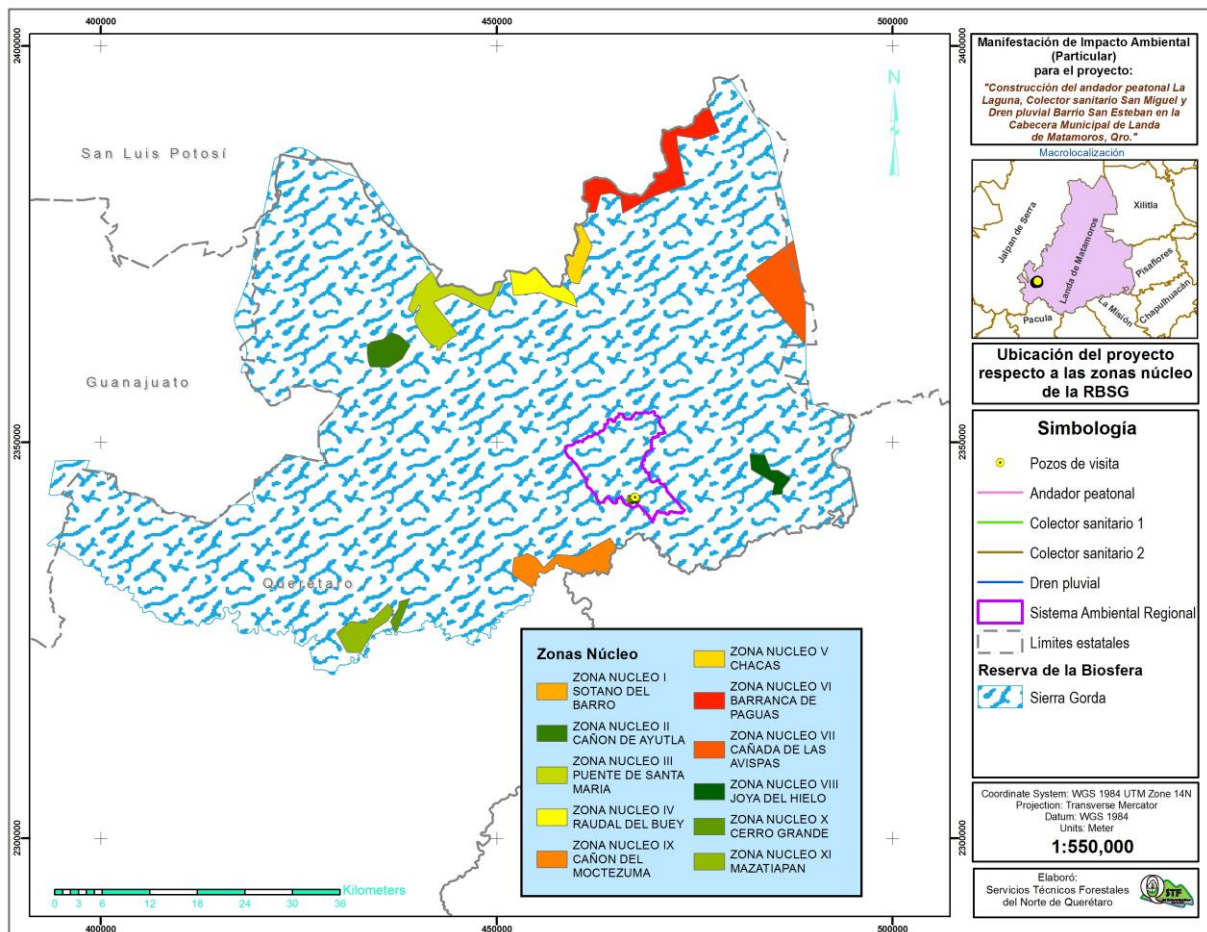 400000
450000
500000
2400000
2400000
San Luis Potosí
Guanajuato
Querétaro
N
2350000
2350000
2300000
2300000
Zonas Núcleo
ZONA NUCLEO I
SOTANO DEL
BARRO
ZONA NUCLEO II
CAÑON DE AYUTLA
ZONA NUCLEO III
PUENTE DE SANTA
MARIA
ZONA NUCLEO IV
RAUDAL DEL BUEY
ZONA NUCLEO IX
CAÑON DEL
MOCTEZUMA
ZONA NUCLEO V
CHACAS
ZONA NUCLEO VI
BARRANCA DE
PAGUAS
ZONA NUCLEO VII
CAÑADA DE LAS
AVISPAS
ZONA NUCLEO VIII
JOYA DEL HIELO
ZONA NUCLEO X
CERRO GRANDE
ZONA NUCLEO XI
MAZATIAPAN
Kilometers
0 3 6 12 18 24 30 36
400000
450000
500000
Manifestación de Impacto Ambiental
(Particular)
para el proyecto:
"Construcción del andador peatonal La
Laguna, Colector sanitario San Miguel y
Dren pluvial Barrio San Esteban en la
Cabecera Municipal de Landa
de Matamoros, Qro."
Macrolocalización
Xilitla
Jalpan de Serra
Landa de Matamoros
Pisaflores
Chapulhuacán
La Misión
Pacula
Ubicación del proyecto
respecto a las zonas núcleo
de la RBSG
Simbología
Pozos de visita
Andador peatonal
Colector sanitario 1
Colector sanitario 2
Dren pluvial
Sistema Ambiental Regional
Límites estatales
Reserva de la Biosfera
Sierra Gorda
Coordinate System: WGS 1984 UTM Zone 14N
Projection: Transverse Mercator
Datum: WGS 1984
Units: Meter
1:550,000
Elaboró:
Servicios Técnicos Forestales
del Norte de Querétaro
STF